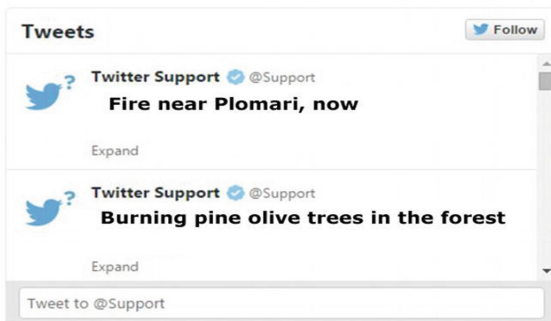 Tweets
Follow
? Twitter Support @Support
Fire near Plomari, now
Expand
? Twitter Support @Support
Burning pine olive trees in the forest
Expand
Tweet to @Support